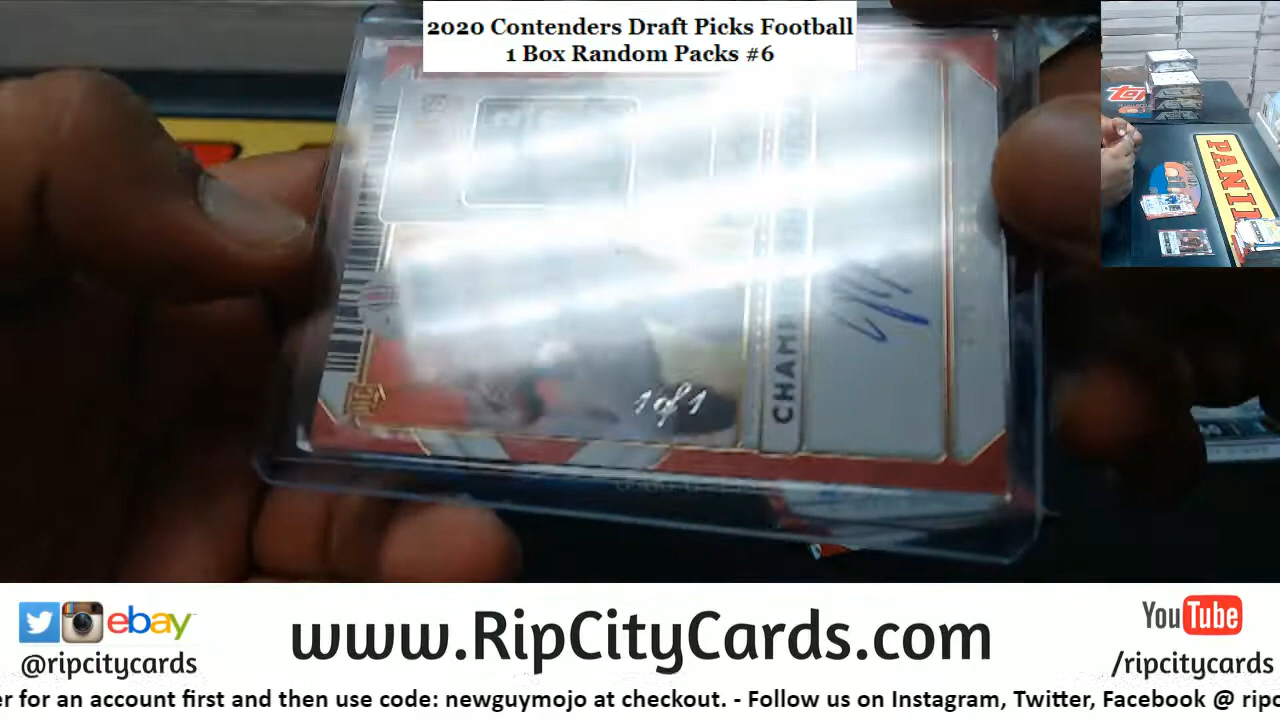 2020 Contenders Draft Picks Football
1 Box Random Packs #6
PANINI
CHAMP
1 of 1
ebay
www.RipCityCards.com
YouTube
@ripcitycards
/ripcitycards
er for an account first and then use code: newguymojo at checkout. - Follow us on Instagram, Twitter, Facebook @ ripc